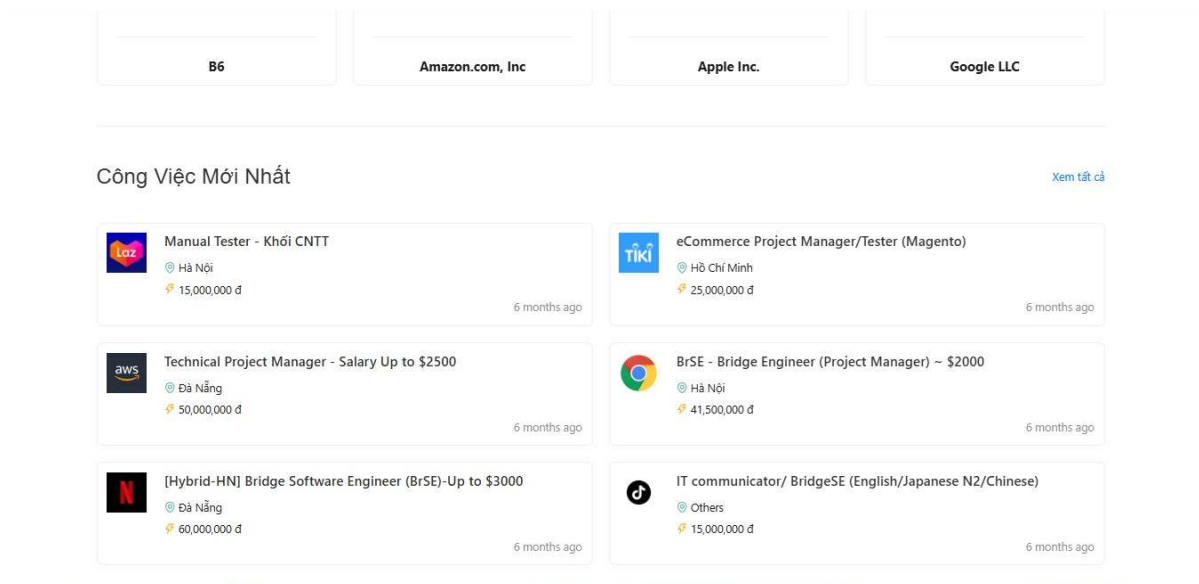 B6
Amazon.com, Inc
Apple Inc.
Google LLC
Công Việc Mới Nhất
Xem tất cả
Laz
Manual Tester - Khối CNTT
Hà Nội
15,000,000 đ
6 months ago
TIKI
eCommerce Project Manager/Tester (Magento)
Hồ Chí Minh
25,000,000 đ
6 months ago
aws
Technical Project Manager - Salary Up to $2500
Đà Nẵng
50,000,000 đ
6 months ago
BrSE - Bridge Engineer (Project Manager) ~ $2000
Hà Nội
41,500,000 đ
6 months ago
N
[Hybrid-HN] Bridge Software Engineer (BrSE)-Up to $3000
Đà Nẵng
60,000,000 đ
6 months ago
IT communicator/ BridgeSE (English/Japanese N2/Chinese)
Others
15,000,000 đ
6 months ago